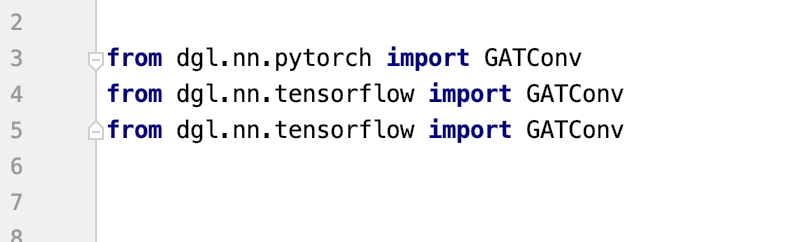 2
3 from dgl.nn.pytorch import GATConv
4 from dgl.nn.tensorflow import GATConv
5 from dgl.nn.tensorflow import GATConv
6
7
8